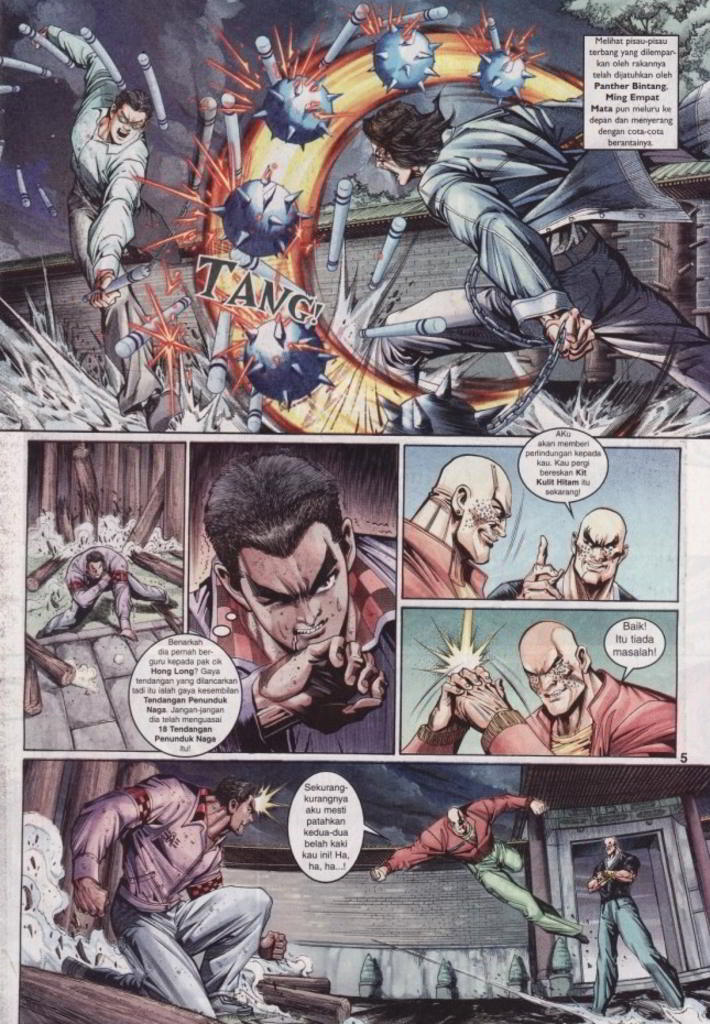 Melihat pisau-pisau
terbang yang dilempar-
kan oleh rakannya
telah dijatuhkan oleh
Panther Bintang,
Ming Empat
Mata pun meluru ke
depan dan menyerang
dengan cota-cota
berantainya.
TANG!
AKu
akan memberi
perlindungan kepada
kau. Kau pergi
bereskan Kit
Kulit Hitam itu
sekarang!
Benarkah
dia pernah ber-
guru kepada pak cik
Hong Long? Gaya
tendangan yang dilancarkan
tadi itu ialah gaya kesembilan
Tendangan Penunduk
Naga. Jangan-jangan
dia telah menguasai
18 Tendangan
Penunduk Naga
itu!
Baik!
Itu tiada
masalah!
5
Sekurang-
kurangnya
aku mesti
patahkan
kedua-dua
belah kaki
kau ini! Ha,
ha, ha...!